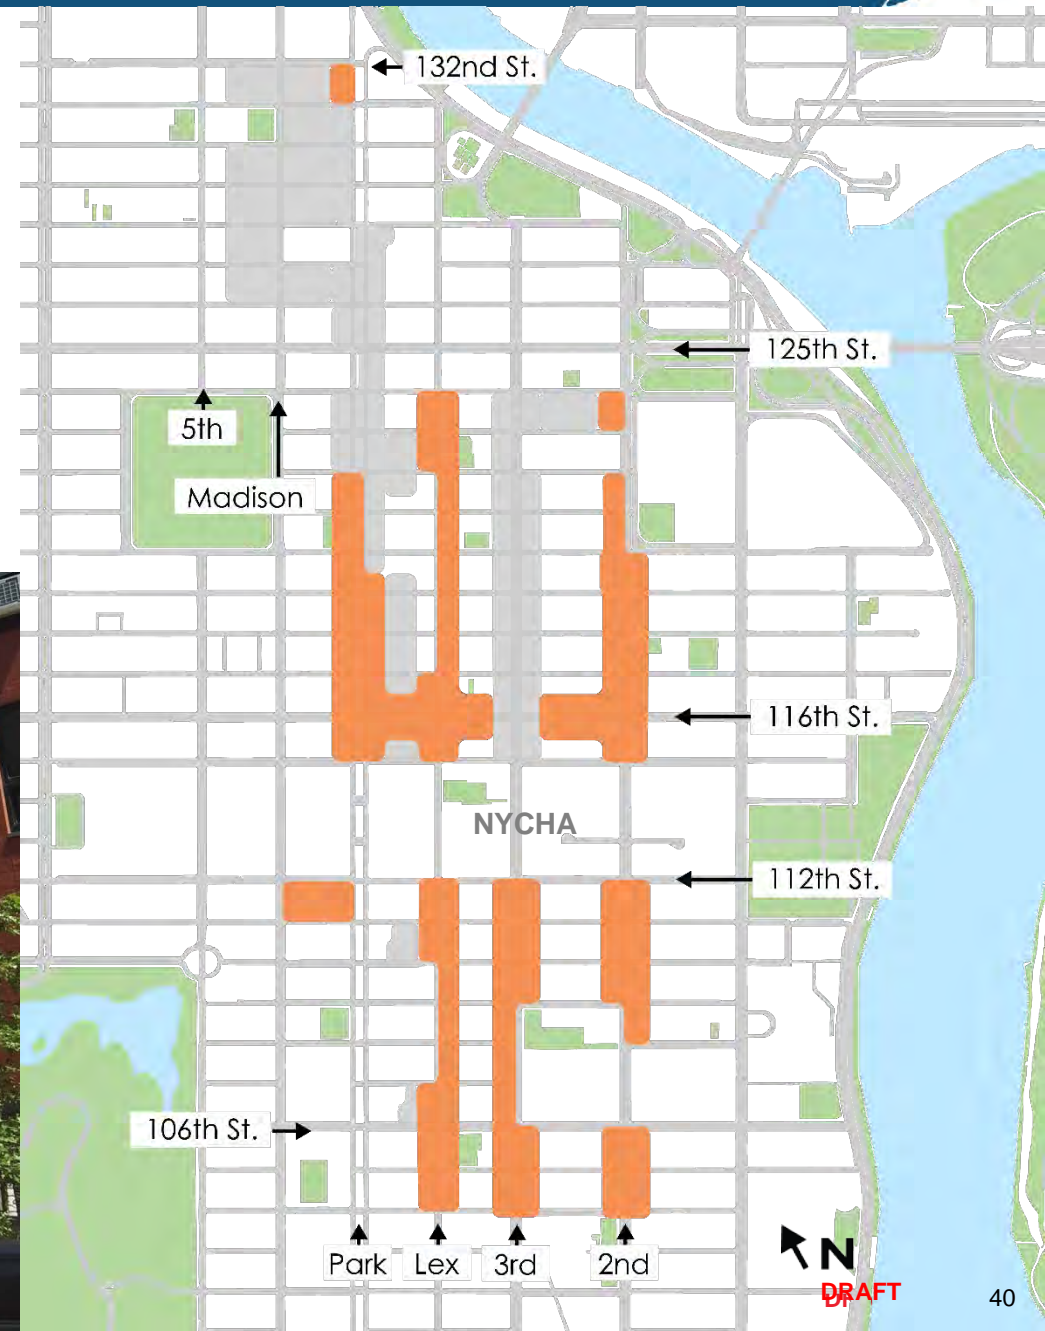 132nd St.
125th St.
5th
Madison
116th St.
NYCHA
112th St.
106th St.
Park
Lex
3rd
2nd
N
DRAFT
40